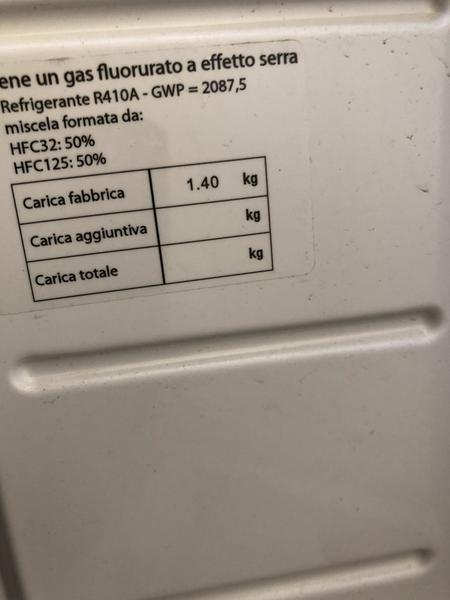 ene un gas fluorurato a effetto serra
Refrigerante R410A - GWP = 2087,5
miscela formata da:
HFC32: 50%
HFC125: 50%
Carica fabbrica 1.40 kg
Carica aggiuntiva kg
Carica totale kg